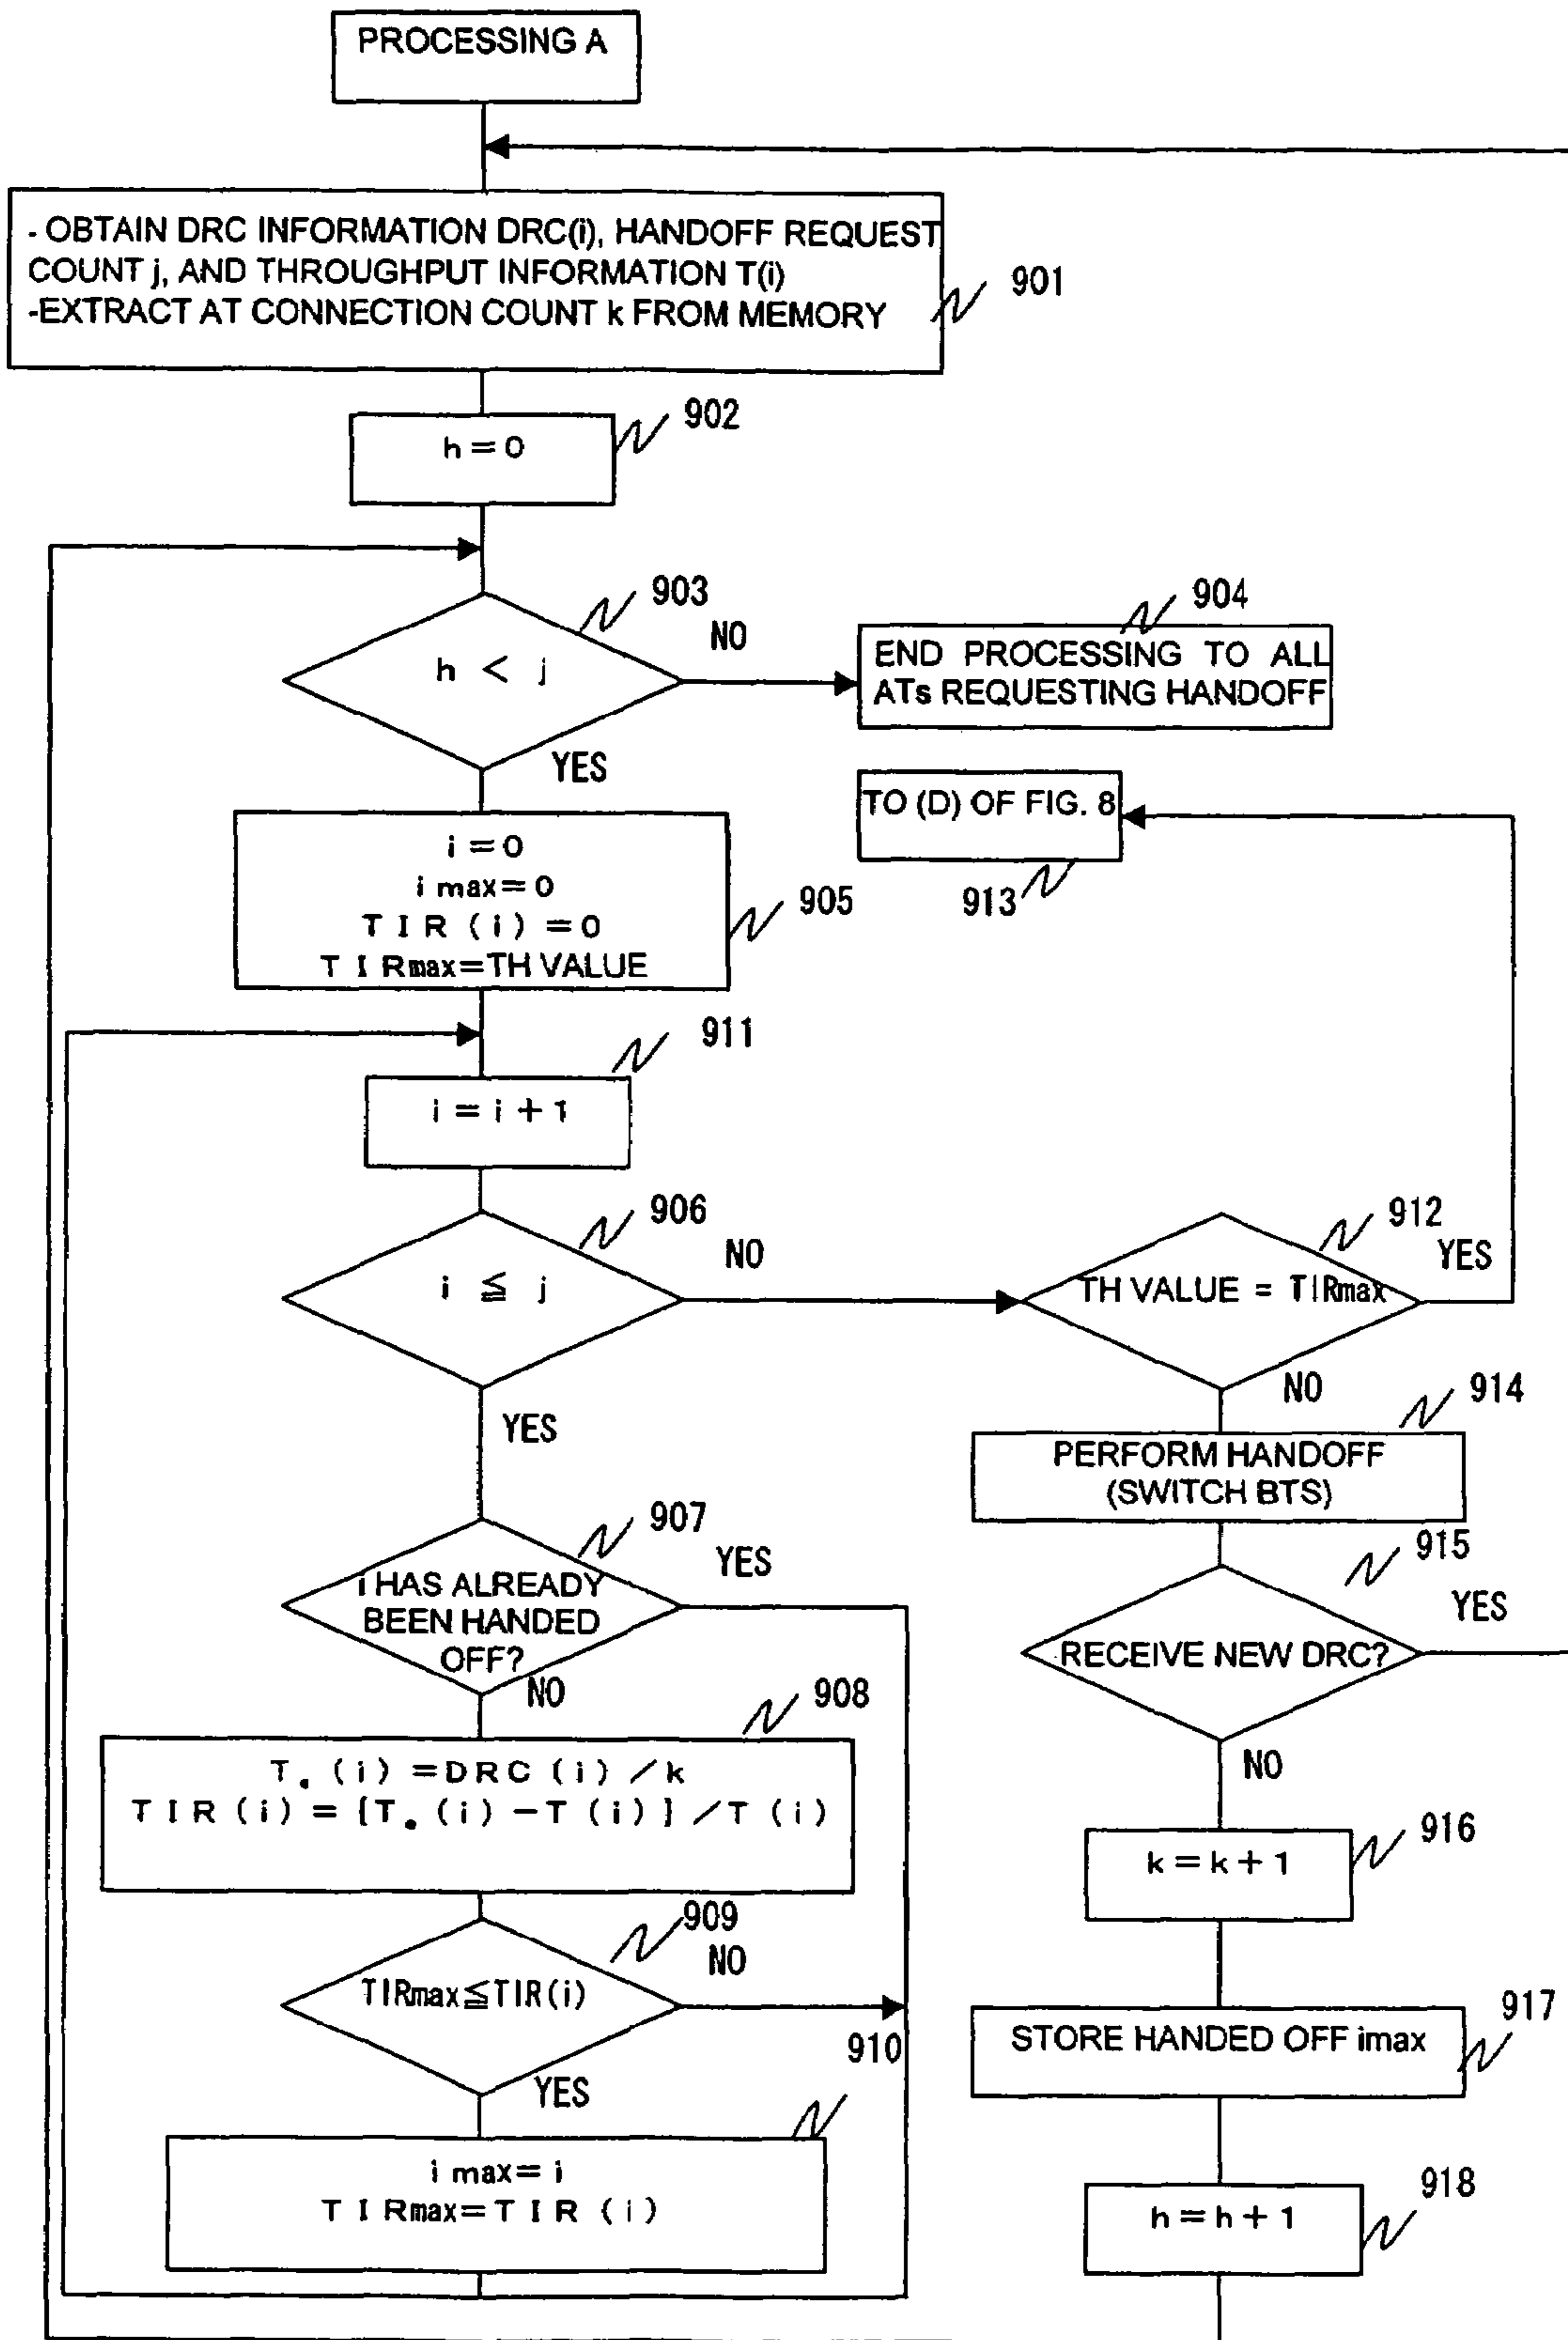 PROCESSING A
- OBTAIN DRC INFORMATION DRC(i), HANDOFF REQUEST
COUNT j, AND THROUGHPUT INFORMATION T(i)
-EXTRACT AT CONNECTION COUNT k FROM MEMORY
901
902
h = 0
903
h < j
NO
YES
904
END PROCESSING TO ALL
ATs REQUESTING HANDOFF
TO (D) OF FIG. 8
913
i = 0
i max = 0
TIR (i) = 0
TIRmax = TH VALUE
905
911
i = i + 1
906
i ≦ j
NO
YES
912
TH VALUE = TIRmax
YES
NO
914
PERFORM HANDOFF
(SWITCH BTS)
907
i HAS ALREADY
BEEN HANDED
OFF?
YES
NO
915
RECEIVE NEW DRC?
YES
NO
908
T. (i) = DRC (i) / k
TIR (i) = [T. (i) − T (i) ] / T (i)
916
k = k + 1
909
TIRmax≦TIR(i)
NO
YES
917
STORE HANDED OFF imax
910
i max = i
TIRmax = TIR (i)
918
h = h + 1